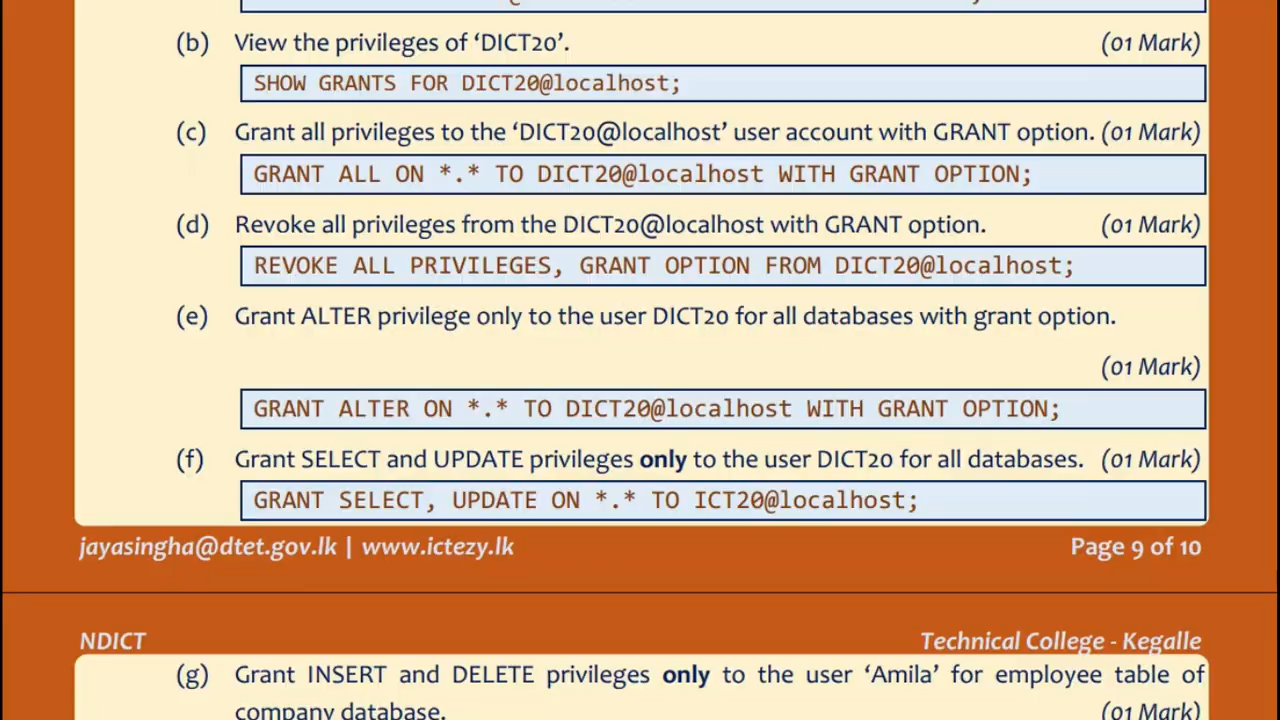 (b) View the privileges of ‘DICT20’. (01 Mark)
SHOW GRANTS FOR DICT20@localhost;
(c) Grant all privileges to the ‘DICT20@localhost’ user account with GRANT option. (01 Mark)
GRANT ALL ON *.* TO DICT20@localhost WITH GRANT OPTION;
(d) Revoke all privileges from the DICT20@localhost with GRANT option. (01 Mark)
REVOKE ALL PRIVILEGES, GRANT OPTION FROM DICT20@localhost;
(e) Grant ALTER privilege only to the user DICT20 for all databases with grant option.
(01 Mark)
GRANT ALTER ON *.* TO DICT20@localhost WITH GRANT OPTION;
(f) Grant SELECT and UPDATE privileges only to the user DICT20 for all databases. (01 Mark)
GRANT SELECT, UPDATE ON *.* TO ICT20@localhost;
jayasingha@dtet.gov.lk | www.ictezy.lk Page 9 of 10
NDICT Technical College - Kegalle
(g) Grant INSERT and DELETE privileges only to the user ‘Amila’ for employee table of
company database. (01 Mark)